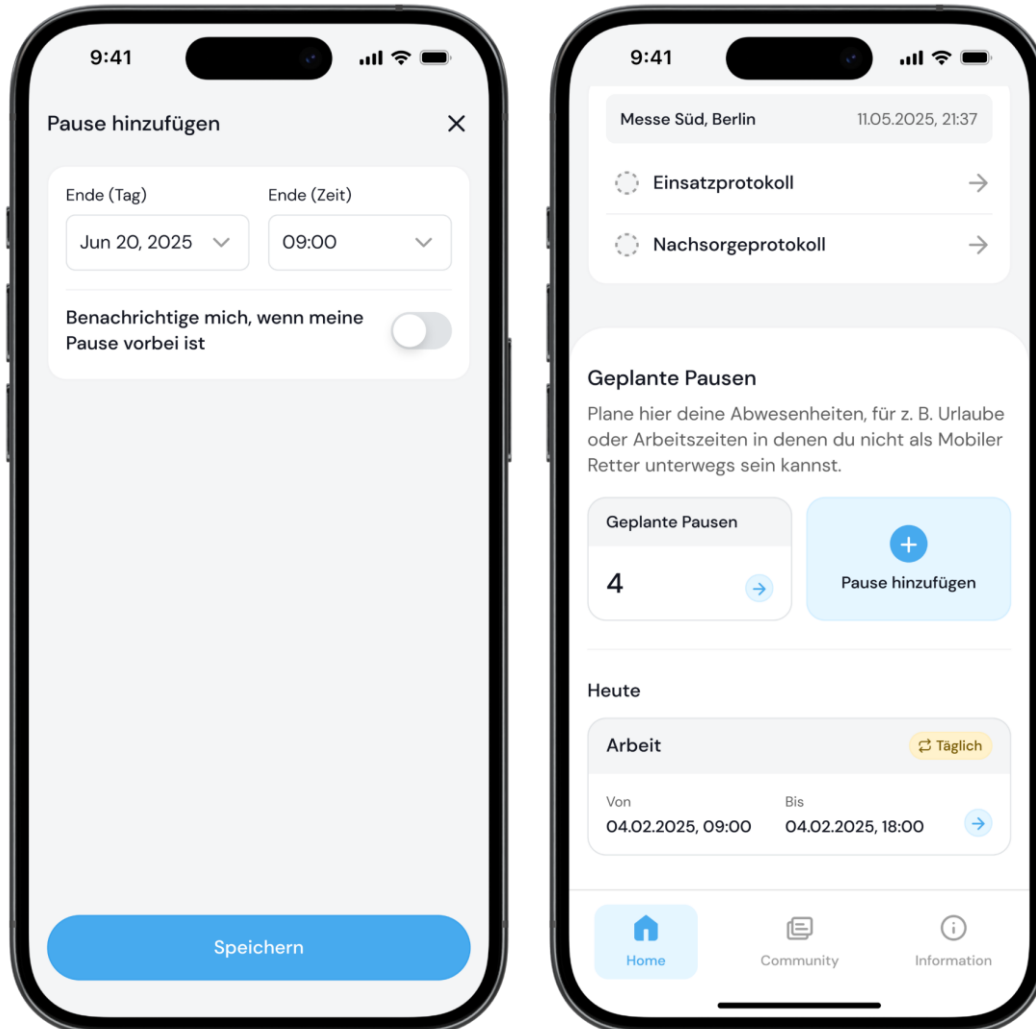 9:41
Pause hinzufügen
Ende (Tag)
Ende (Zeit)
Jun 20, 2025
09:00
Benachrichtige mich, wenn meine
Pause vorbei ist
Speichern
9:41
Messe Süd, Berlin
11.05.2025, 21:37
Einsatzprotokoll
Nachsorgeprotokoll
Geplante Pausen
Plane hier deine Abwesenheiten, für z. B. Urlaube
oder Arbeitszeiten in denen du nicht als Mobiler
Retter unterwegs sein kannst.
Geplante Pausen
4
Pause hinzufügen
Heute
Arbeit
Täglich
Von
Bis
04.02.2025, 09:00
04.02.2025, 18:00
Home
Community
Information